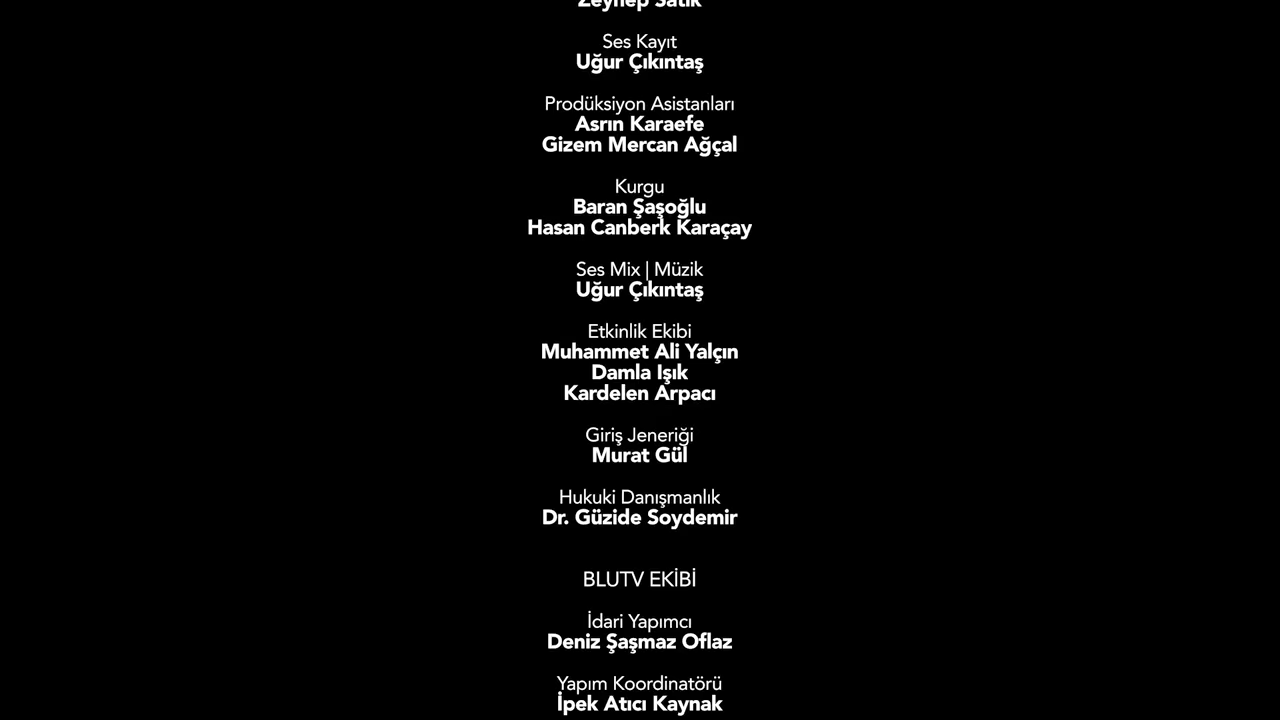 Zeynep Satık
Ses Kayıt
Uğur Çıkıntaş
Prodüksiyon Asistanları
Asrın Karaefe
Gizem Mercan Ağçal
Kurgu
Baran Şaşoğlu
Hasan Canberk Karaçay
Ses Mix | Müzik
Uğur Çıkıntaş
Etkinlik Ekibi
Muhammet Ali Yalçın
Damla Işık
Kardelen Arpacı
Giriş Jeneriği
Murat Gül
Hukuki Danışmanlık
Dr. Güzide Soydemir
BLUTV EKİBİ
İdari Yapımcı
Deniz Şaşmaz Oflaz
Yapım Koordinatörü
İpek Atıcı Kaynak